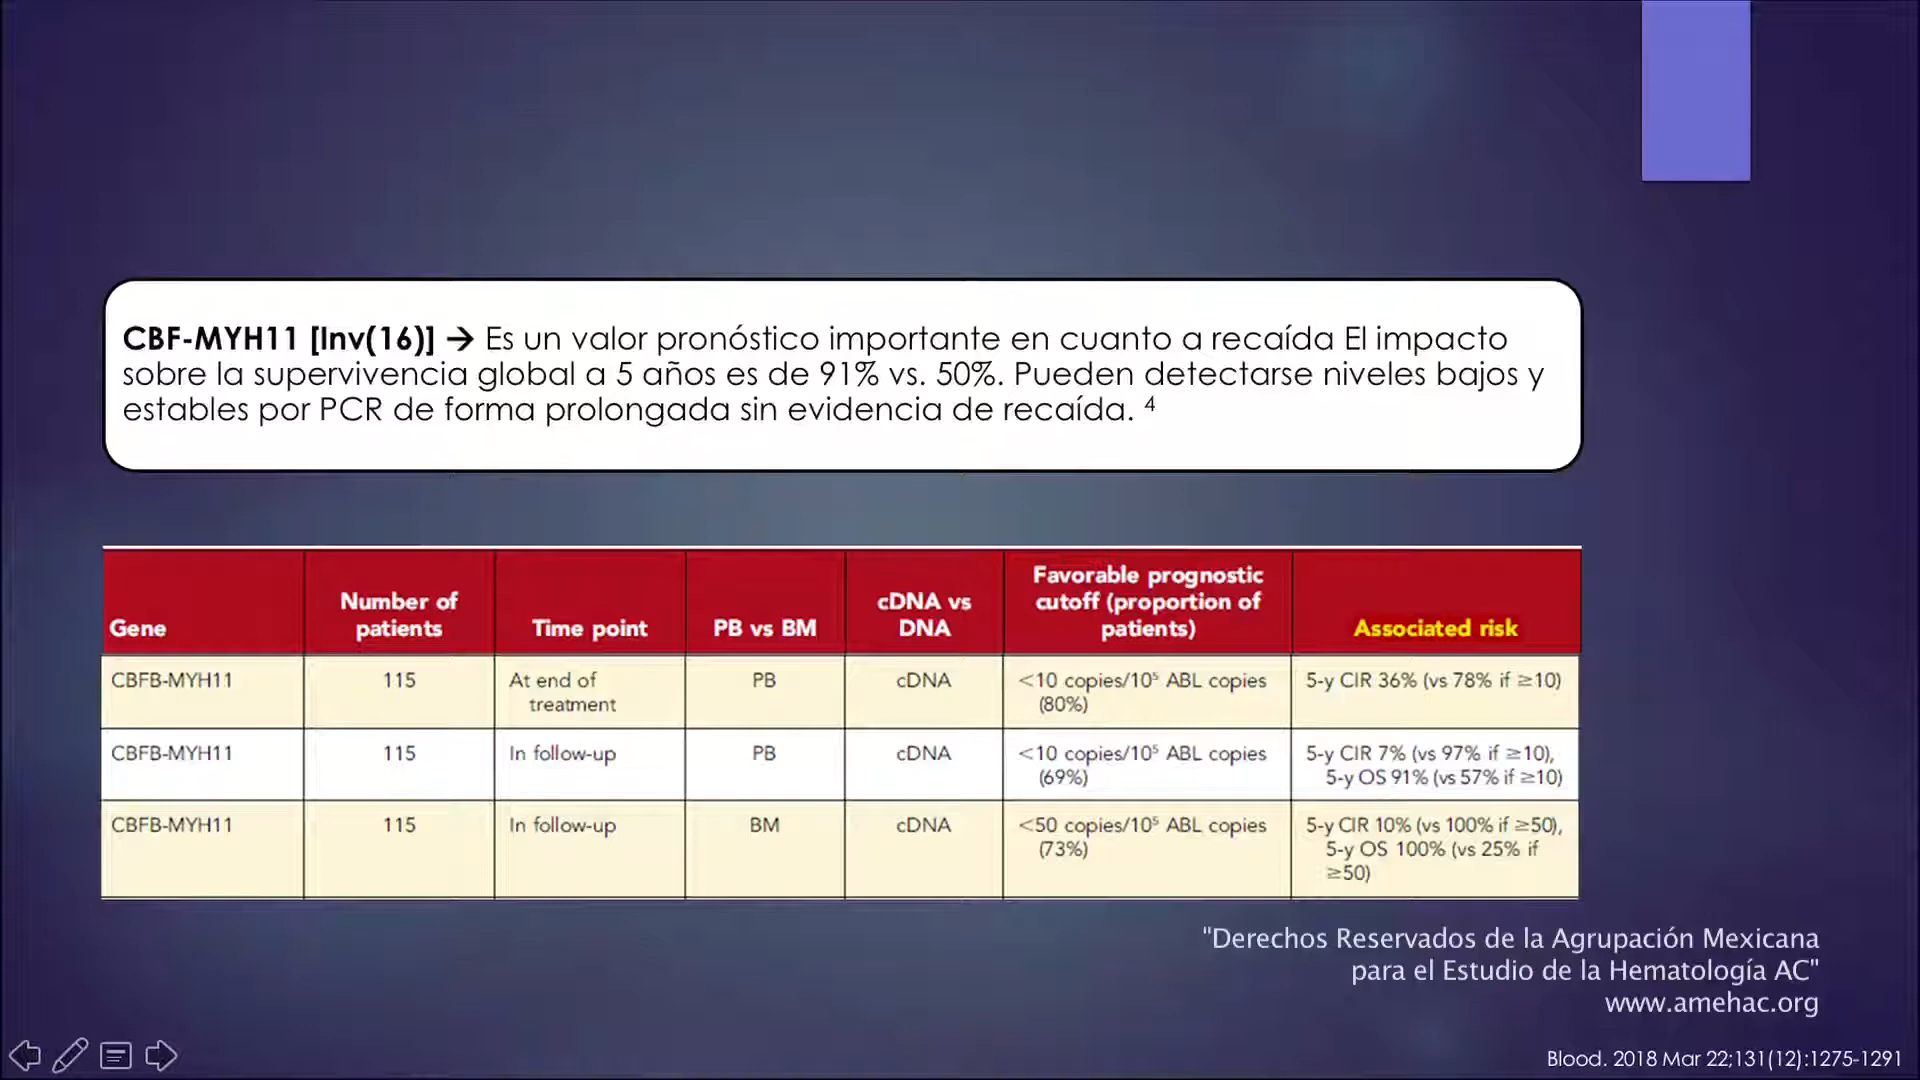 CBF-MYH11 [Inv(16)] → Es un valor pronóstico importante en cuanto a recaída El impacto
sobre la supervivencia global a 5 años es de 91% vs. 50%. Pueden detectarse niveles bajos y
estables por PCR de forma prolongada sin evidencia de recaída. ⁴
Gene
Number of
patients
Time point
PB vs BM
cDNA vs
DNA
Favorable prognostic
cutoff (proportion of
patients)
Associated risk
CBFB-MYH11
115
At end of
treatment
PB
cDNA
<10 copies/10⁵ ABL copies
(80%)
5-y CIR 36% (vs 78% if ≥10)
CBFB-MYH11
115
In follow-up
PB
cDNA
<10 copies/10⁵ ABL copies
(69%)
5-y CIR 7% (vs 97% if ≥10),
5-y OS 91% (vs 57% if ≥10)
CBFB-MYH11
115
In follow-up
BM
cDNA
<50 copies/10⁵ ABL copies
(73%)
5-y CIR 10% (vs 100% if ≥50),
5-y OS 100% (vs 25% if
≥50)
"Derechos Reservados de la Agrupación Mexicana
para el Estudio de la Hematología AC"
www.amehac.org
Blood. 2018 Mar 22;131(12):1275-1291